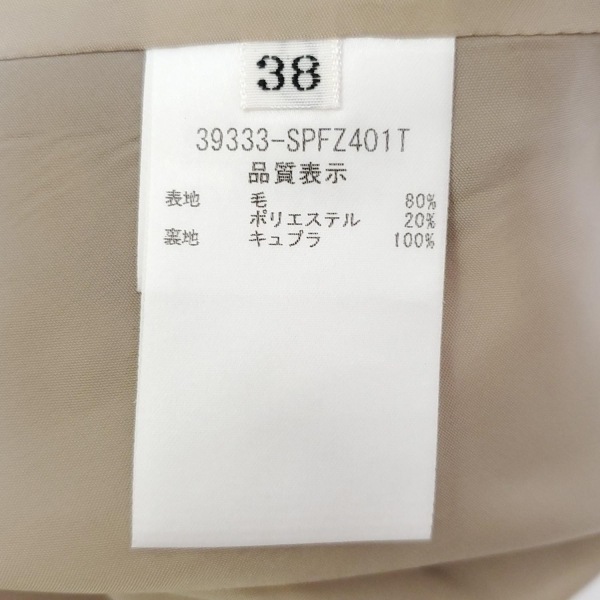 38
39333-SPFZ401T
品質表示
表地 毛 80%
ポリエステル 20%
裏地 キュプラ 100%